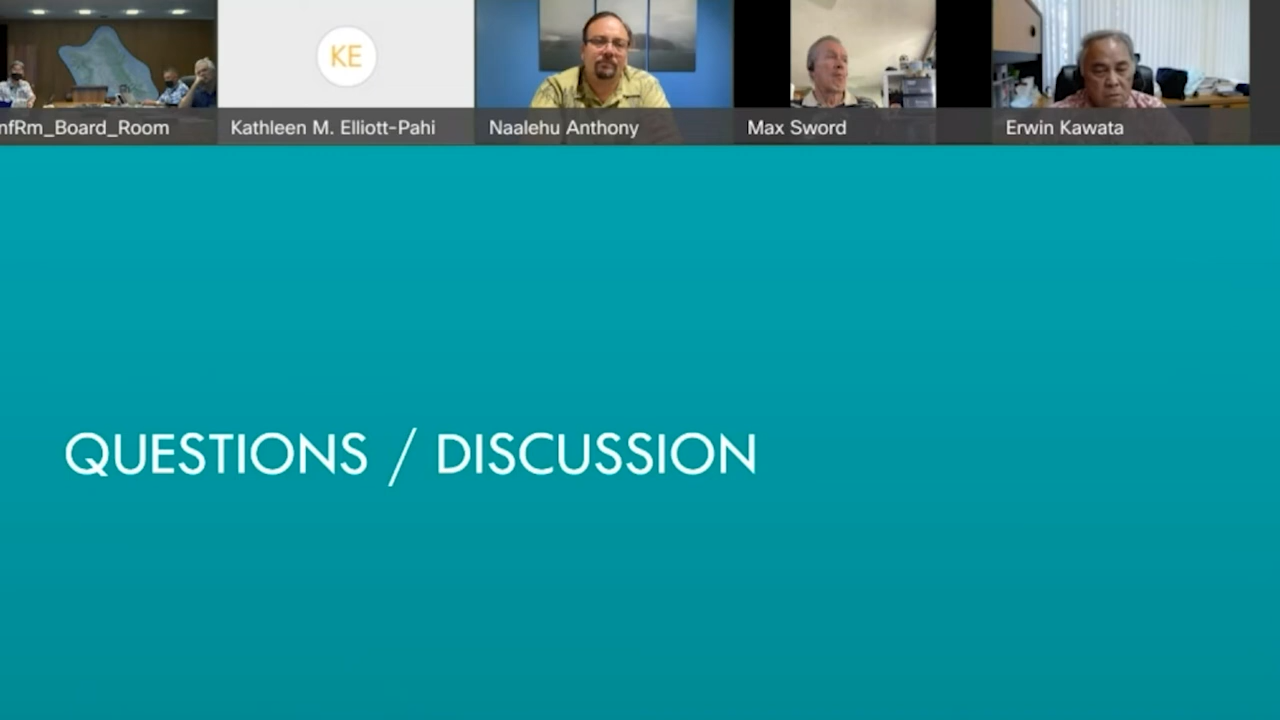 nfRm_Board_Room
KE
Kathleen M. Elliott-Pahi
Naalehu Anthony
Max Sword
Erwin Kawata
QUESTIONS / DISCUSSION